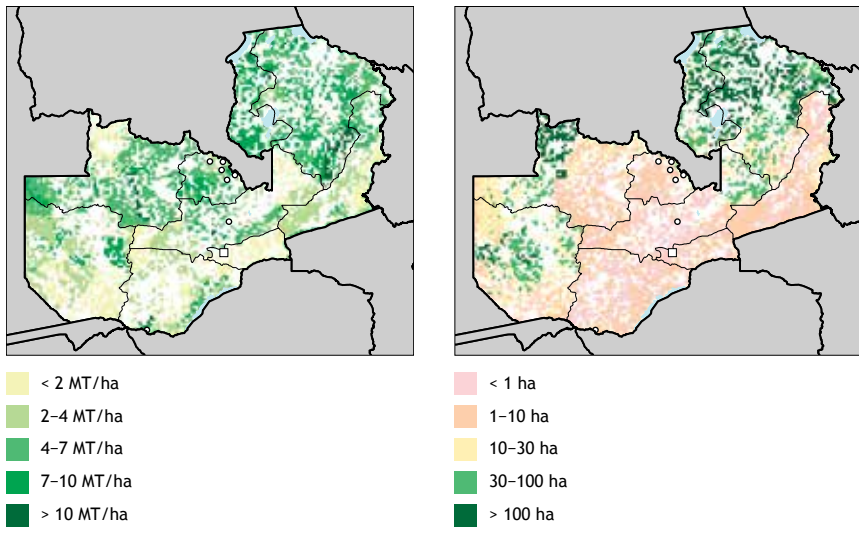 < 2 MT/ha
2–4 MT/ha
4–7 MT/ha
7–10 MT/ha
> 10 MT/ha
< 1 ha
1–10 ha
10–30 ha
30–100 ha
> 100 ha